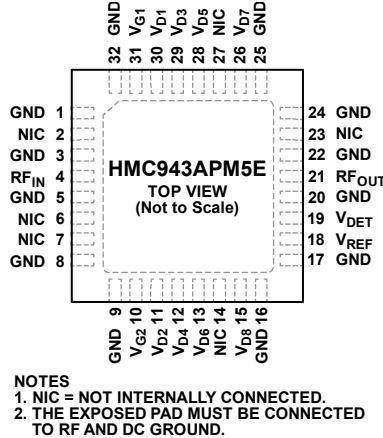 32 GND
31 VG1
30 VD1
29 VD3
28 VD5
27 NIC
26 VD7
25 GND
GND 1
NIC 2
GND 3
RFIN 4
GND 5
NIC 6
NIC 7
GND 8
HMC943APM5E
TOP VIEW
(Not to Scale)
24 GND
23 NIC
22 GND
21 RFOUT
20 GND
19 VDET
18 VREF
17 GND
GND 9
VG2 10
VD2 11
VD4 12
VD6 13
NIC 14
VD8 15
GND 16
NOTES
1. NIC = NOT INTERNALLY CONNECTED.
2. THE EXPOSED PAD MUST BE CONNECTED
TO RF AND DC GROUND.